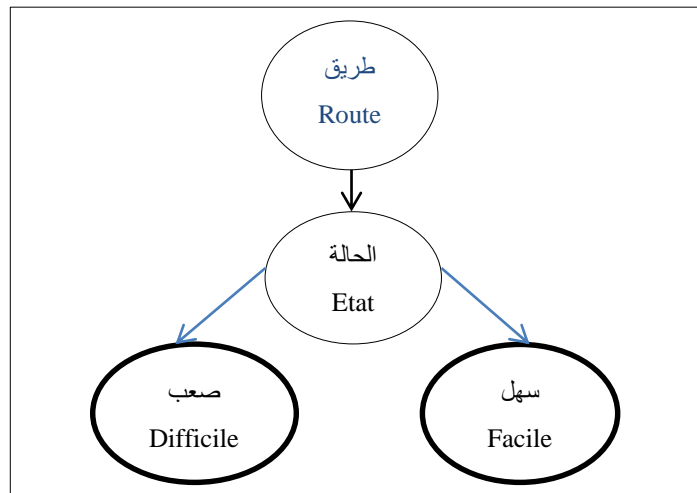 طريق
Route
الحالة
Etat
صعب
Difficile
سهل
Facile